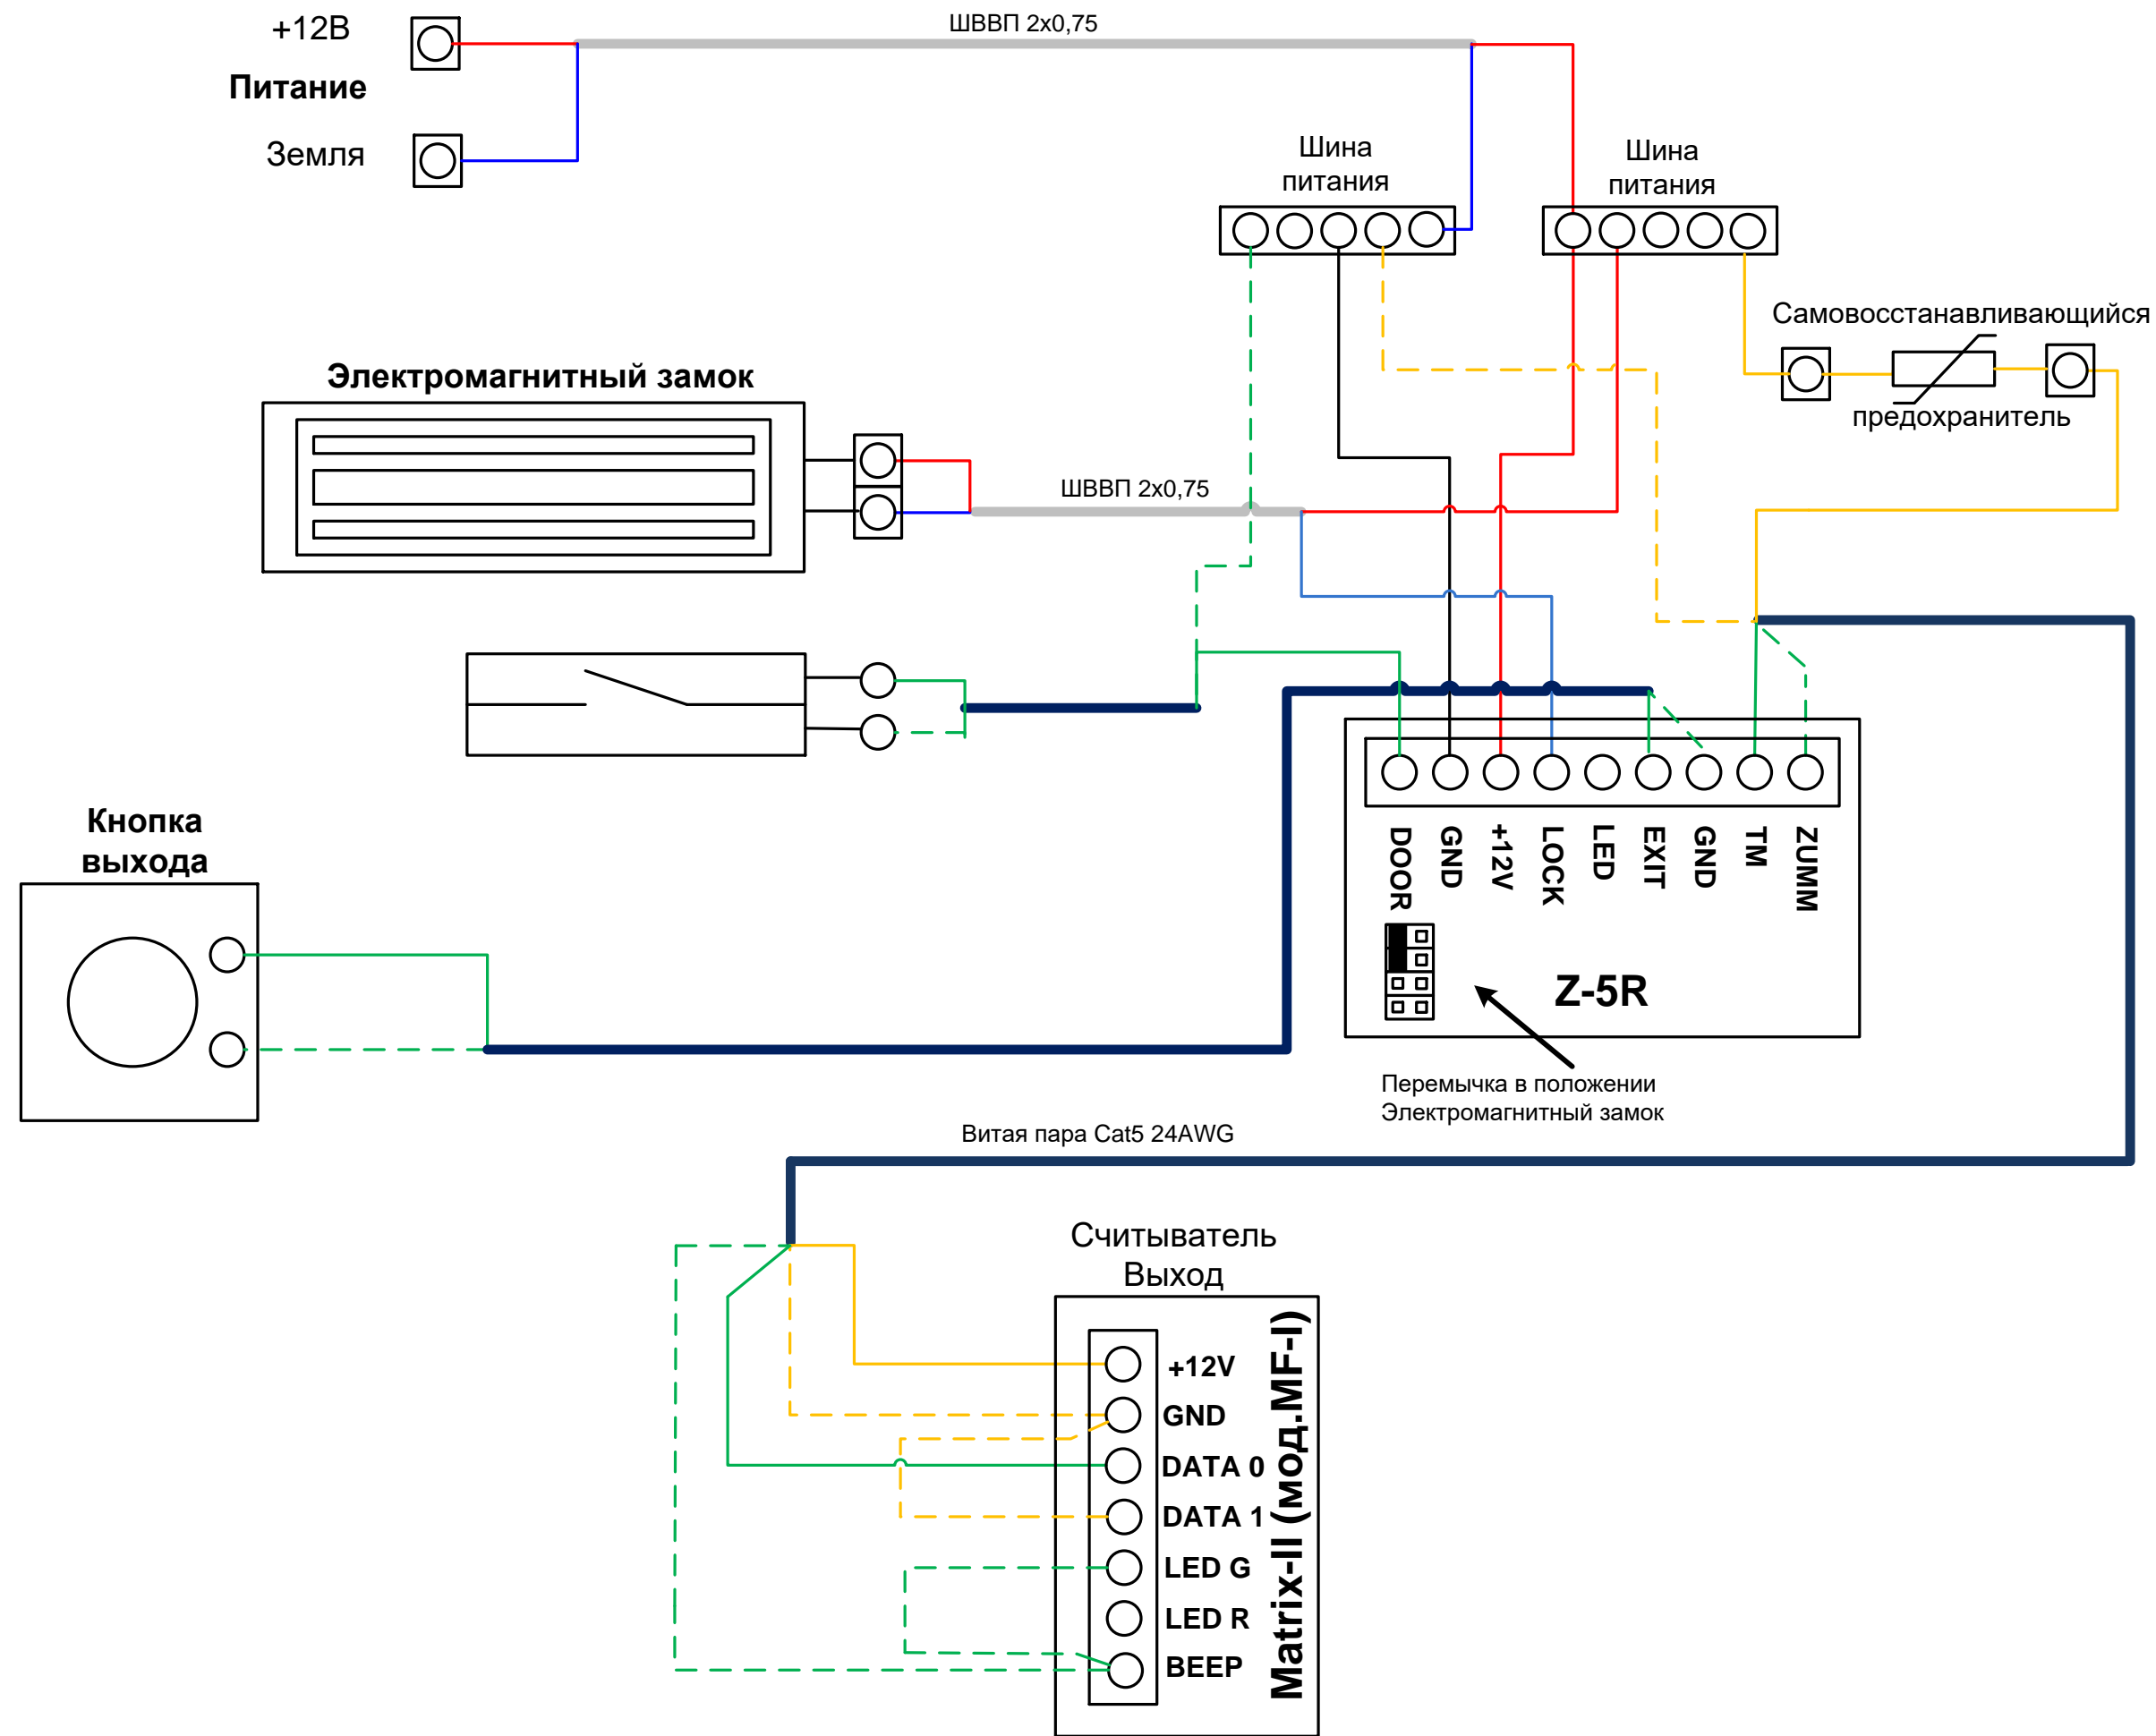 +12В
ШВВП 2х0,75
Питание
Земля
Шина
питания
Шина
питания
Самовосстанавливающийся
предохранитель
Электромагнитный замок
ШВВП 2х0,75
Кнопка
выхода
DOOR
GND
+12V
LOCK
LED
EXIT
GND
TM
ZUMM
Z-5R
Перемычка в положении
Электромагнитный замок
Витая пара Cat5 24AWG
Считыватель
Выход
+12V
GND
DATA 0
DATA 1
LED G
LED R
BEEP
Matrix-II (мод.MF-I)